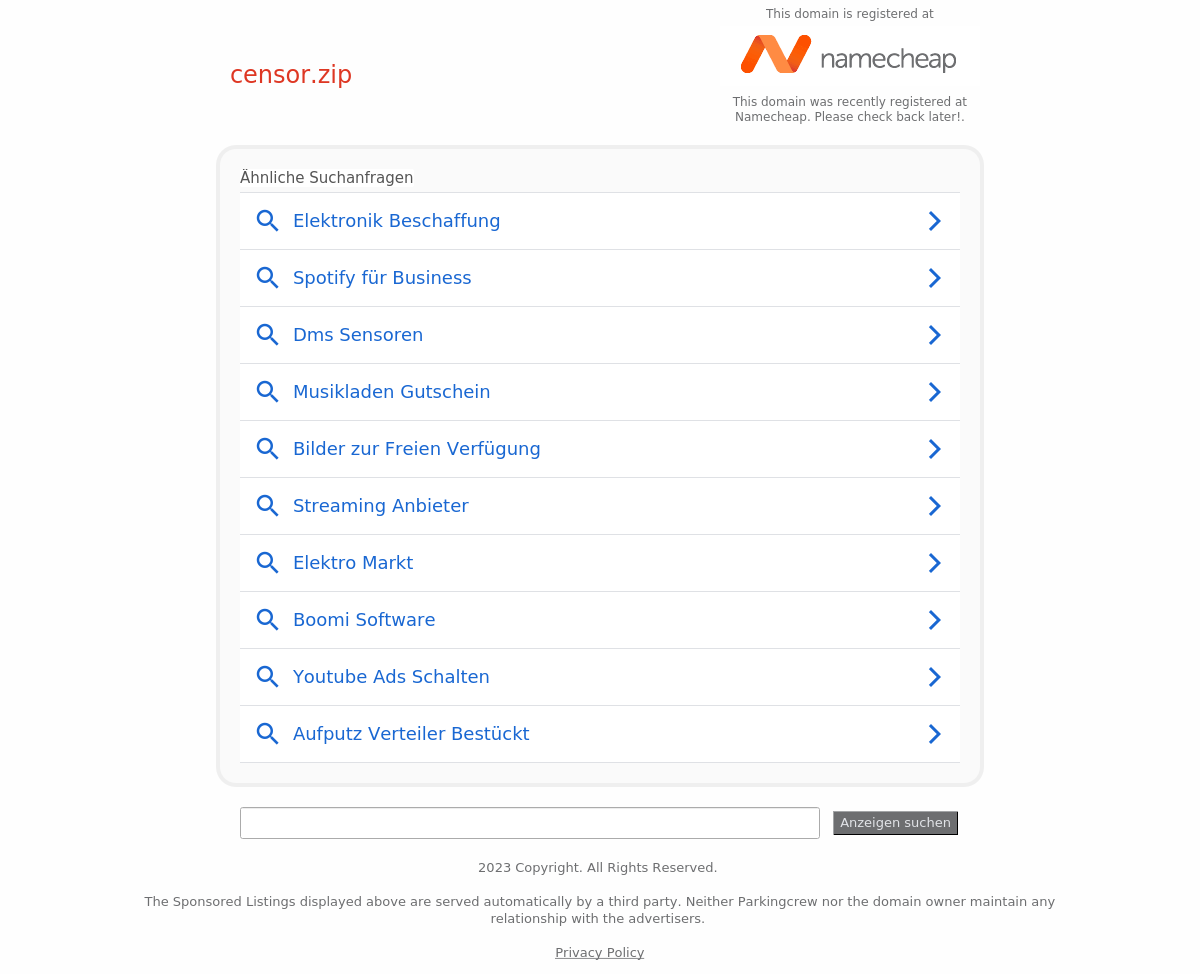 This domain is registered at
namecheap
censor.zip
This domain was recently registered at
Namecheap. Please check back later!.
Ähnliche Suchanfragen
Elektronik Beschaffung
Spotify für Business
Dms Sensoren
Musikladen Gutschein
Bilder zur Freien Verfügung
Streaming Anbieter
Elektro Markt
Boomi Software
Youtube Ads Schalten
Aufputz Verteiler Bestückt
Anzeigen suchen
2023 Copyright. All Rights Reserved.
The Sponsored Listings displayed above are served automatically by a third party. Neither Parkingcrew nor the domain owner maintain any
relationship with the advertisers.
Privacy Policy